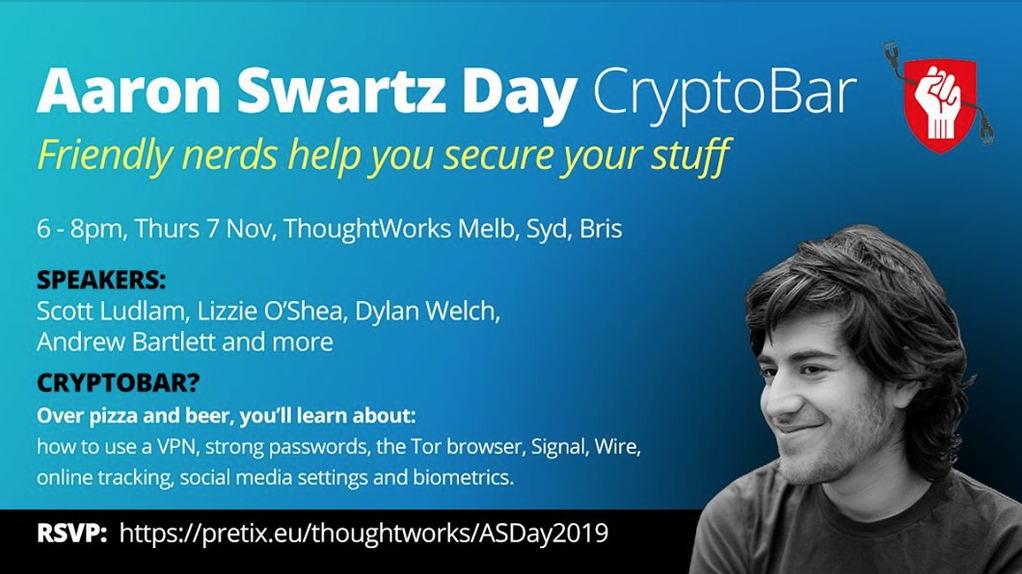 Aaron Swartz Day CryptoBar
Friendly nerds help you secure your stuff
6 - 8pm, Thurs 7 Nov, ThoughtWorks Melb, Syd, Bris
SPEAKERS:
Scott Ludlam, Lizzie O’Shea, Dylan Welch,
Andrew Bartlett and more
CRYPTOBAR?
Over pizza and beer, you’ll learn about:
how to use a VPN, strong passwords, the Tor browser, Signal, Wire,
online tracking, social media settings and biometrics.
RSVP: https://pretix.eu/thoughtworks/ASDay2019